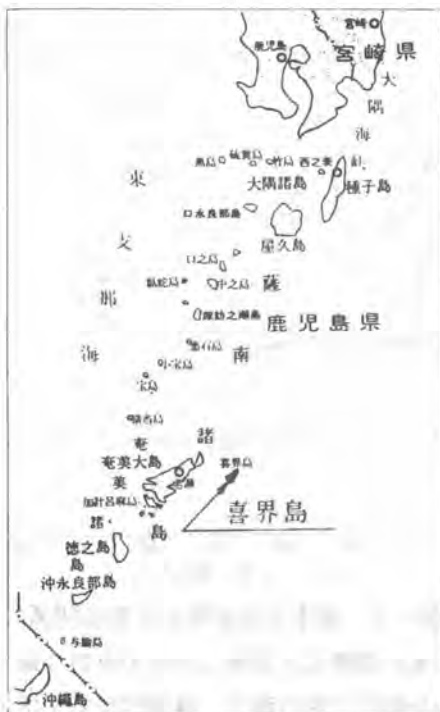 宮崎
鹿児島
宮崎県
大隅海
黒島
硫黄島
竹島
西之表
大隅諸島
種子島
口永良部島
屋久島
東支那海
口之島
臥蛇島
中之島
諏訪之瀬島
鹿児島県
悪石島
小宝島
宝島
薩南諸島
奄美諸島
奄美大島
名瀬
喜界島
加計呂麻島
喜界島
徳之島
沖永良部島
与論島
沖縄島